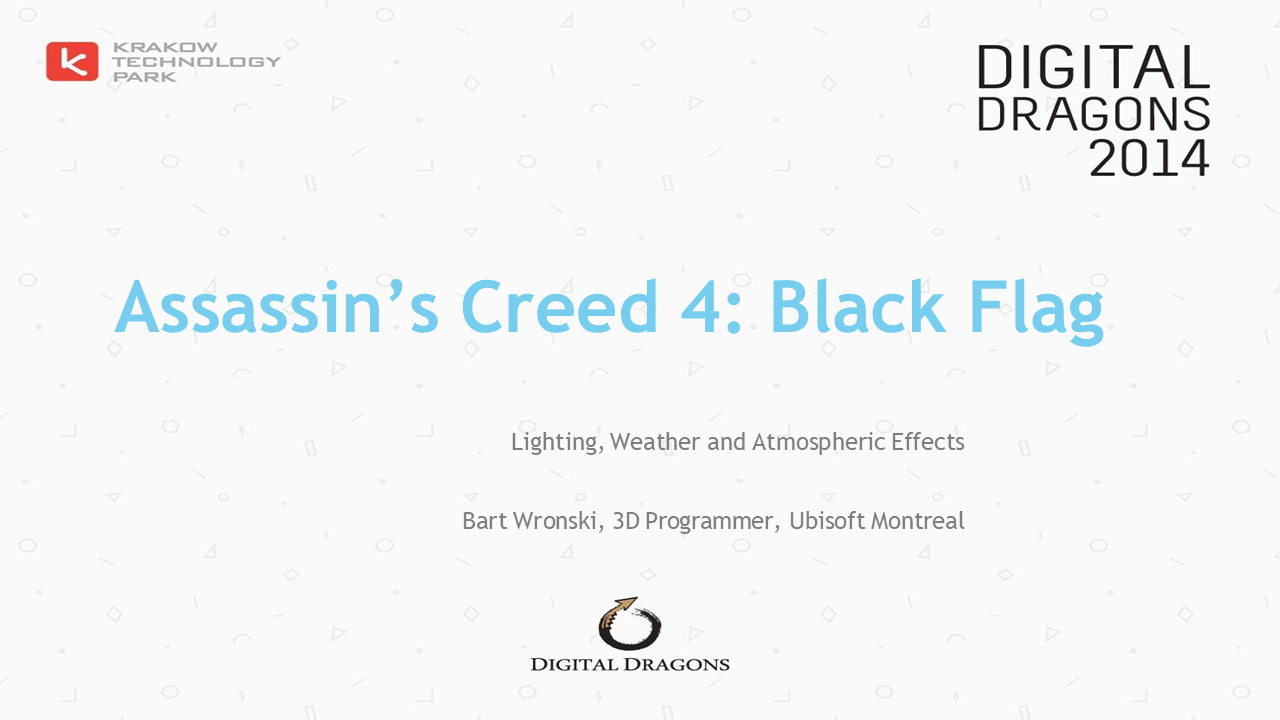 KRAKOW
TECHNOLOGY
PARK
DIGITAL
DRAGONS
2014
Assassin’s Creed 4: Black Flag
Lighting, Weather and Atmospheric Effects
Bart Wronski, 3D Programmer, Ubisoft Montreal
DIGITAL DRAGONS